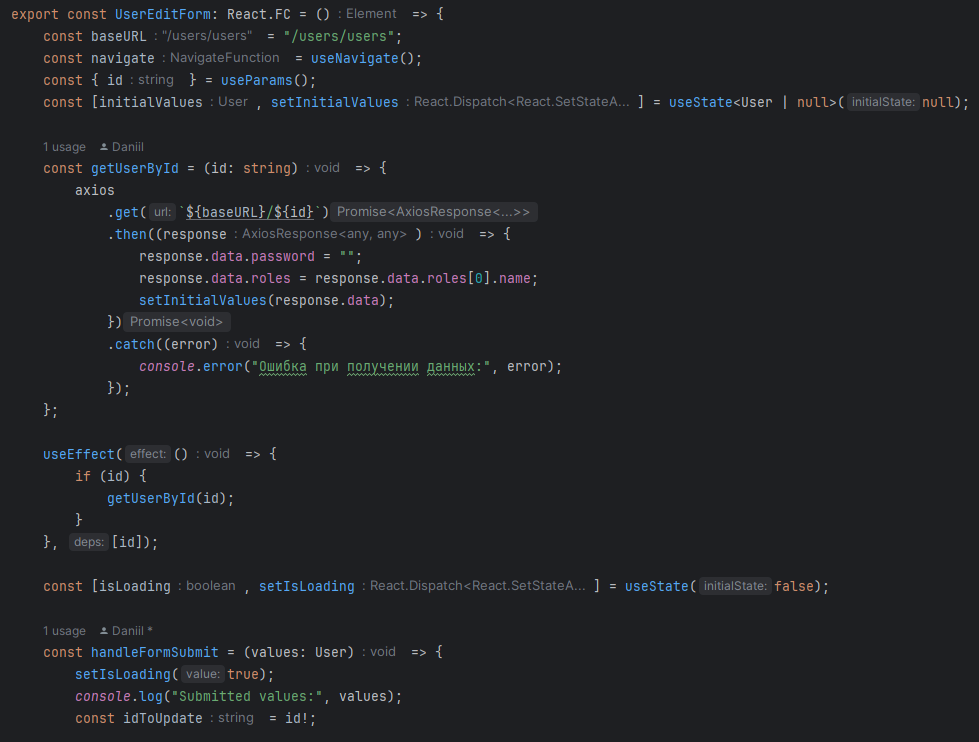 export const UserEditForm: React.FC = () : Element => {
const baseURL : "/users/users" = "/users/users";
const navigate : NavigateFunction = useNavigate();
const { id : string } = useParams();
const [initialValues : User , setInitialValues : React.Dispatch<React.SetStateA... ] = useState<User | null>( initialState: null);
1 usage Daniil
const getUserById = (id: string) : void => {
axios
.get( url: `${baseURL}/${id}`) Promise<AxiosResponse<...>>
.then((response : AxiosResponse<any, any> ) : void => {
response.data.password = "";
response.data.roles = response.data.roles[0].name;
setInitialValues(response.data);
}) Promise<void>
.catch((error) : void => {
console.error("Ошибка при получении данных:", error);
});
};
useEffect( effect: () : void => {
if (id) {
getUserById(id);
}
}, deps: [id]);
const [isLoading : boolean , setIsLoading : React.Dispatch<React.SetStateA... ] = useState( initialState: false);
1 usage Daniil *
const handleFormSubmit = (values: User) : void => {
setIsLoading( value: true);
console.log("Submitted values:", values);
const idToUpdate : string = id!;